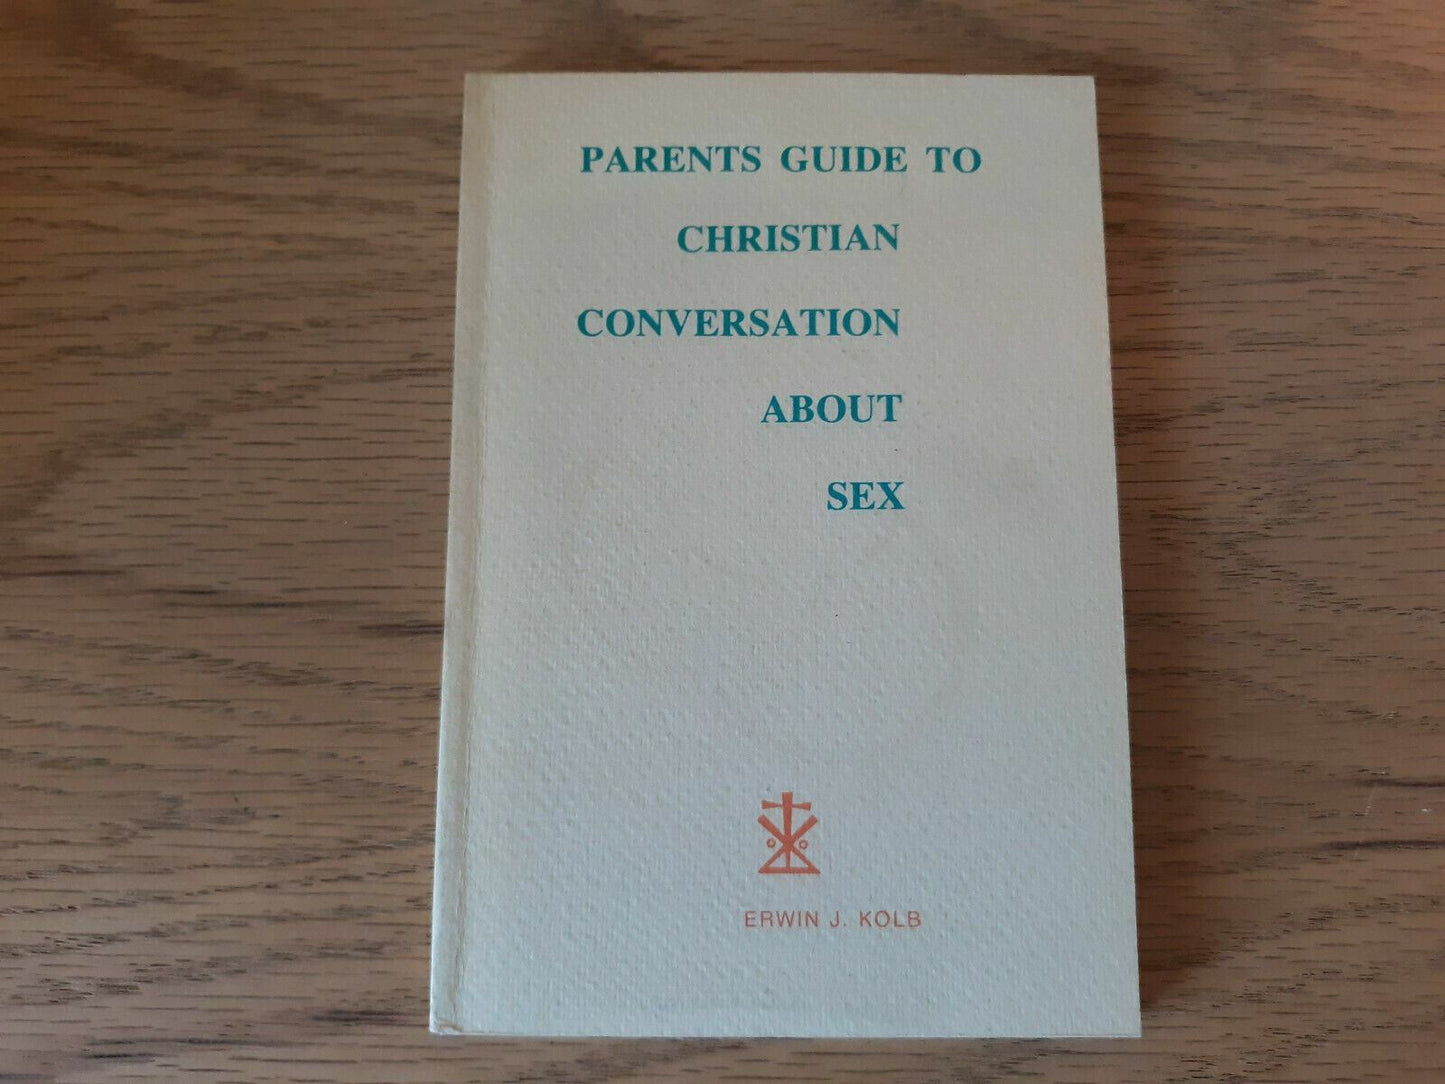 PARENTS GUIDE TO
CHRISTIAN
CONVERSATION
ABOUT
SEX
ERWIN J. KOLB